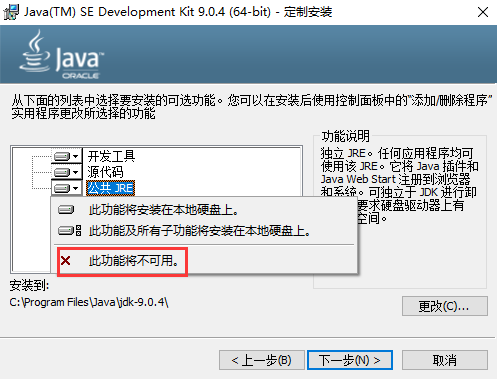 Java(TM) SE Development Kit 9.0.4 (64-bit) - 定制安装
Java
ORACLE
从下面的列表中选择要安装的可选功能。您可以在安装后使用控制面板中的"添加/删除程序"
实用程序更改所选择的功能
开发工具
源代码
公共 JRE
此功能将安装在本地硬盘上。
此功能及所有子功能将安装在本地硬盘上。
此功能将不可用。
功能说明
独立 JRE。任何应用程序均可
使用该 JRE。它将 Java 插件和
Java Web Start 注册到浏览器
和系统。可独立于 JDK 进行卸
要求硬盘驱动器上有
空间。
安装到:
C:\Program Files\Java\jdk-9.0.4\
更改(C)...
< 上一步(B)
下一步(N) >
取消